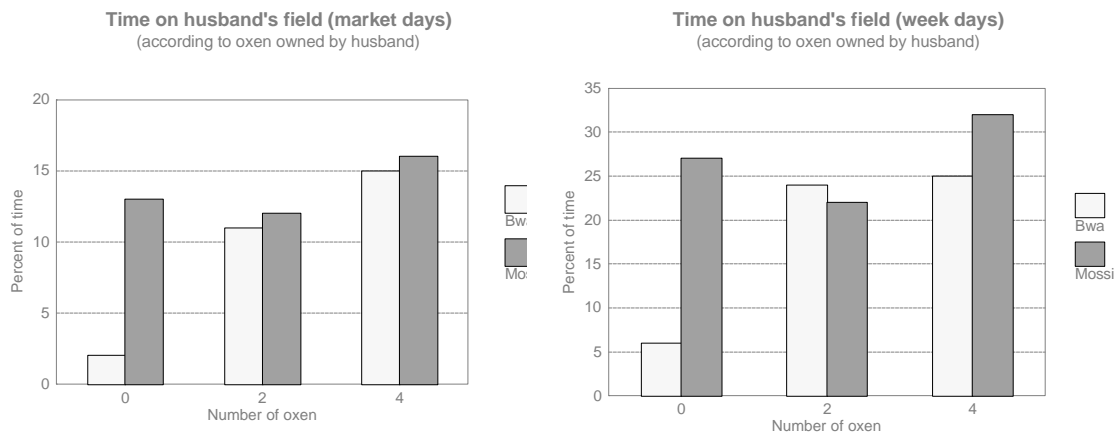 Time on husband's field (market days)
(according to oxen owned by husband)
20
15
10
5
0
Percent of time
0 2 4
Number of oxen
Bwa
Mos
Time on husband's field (week days)
(according to oxen owned by husband)
35
30
25
20
15
10
5
0
Percent of time
0 2 4
Number of oxen
Bwa
Mossi